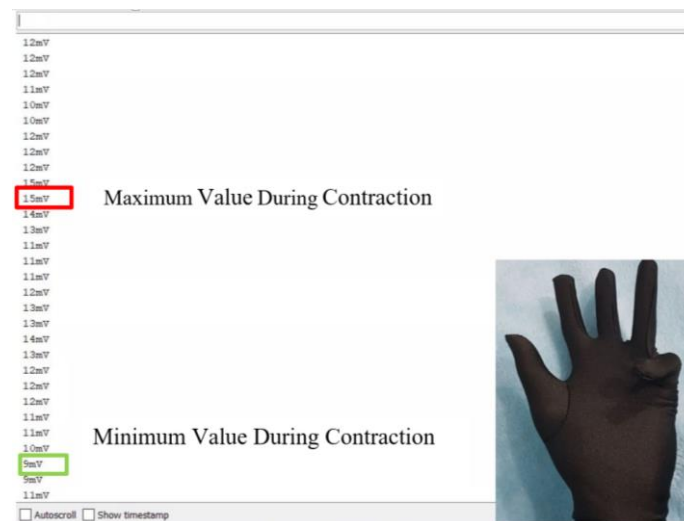 12mV
12mV
12mV
11mV
10mV
10mV
12mV
12mV
12mV
15mV
15mV
Maximum Value During Contraction
14mV
13mV
11mV
11mV
11mV
12mV
13mV
13mV
14mV
13mV
12mV
12mV
12mV
11mV
11mV
Minimum Value During Contraction
10mV
9mV
9mV
11mV
Autoscroll
Show timestamp